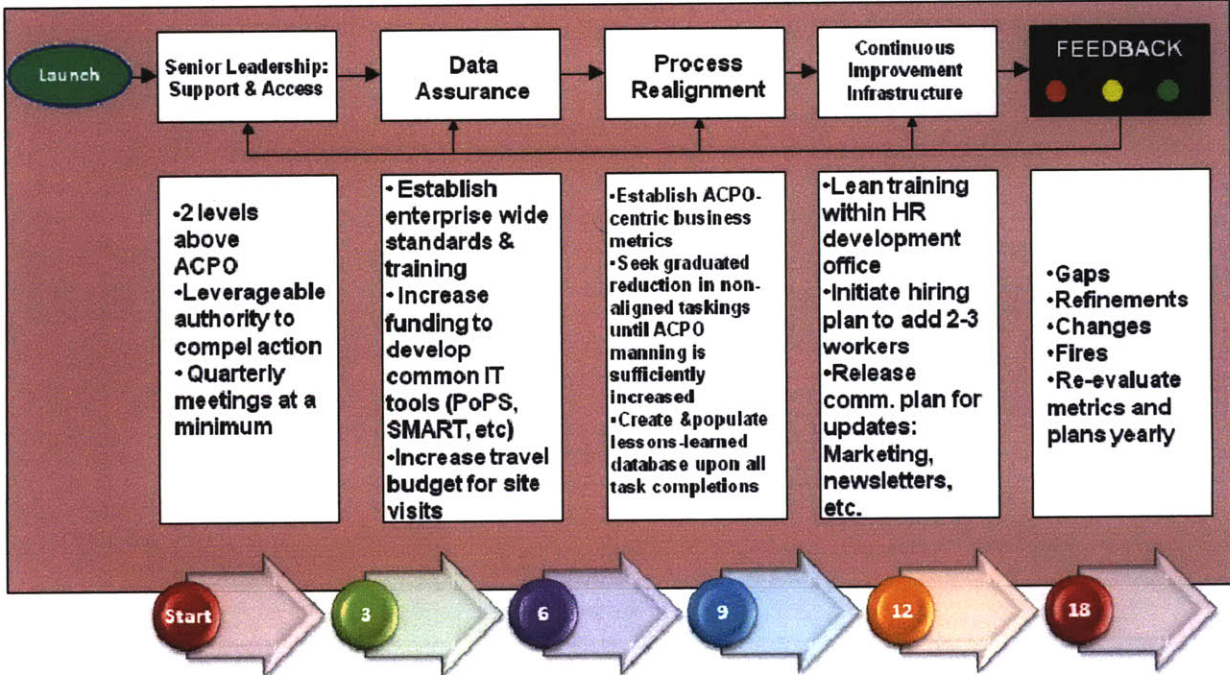 Launch
Senior Leadership:
Support & Access
Data
Assurance
Process
Realignment
Continuous
Improvement
Infrastructure
FEEDBACK
•2 levels
above
ACPO
•Leverageable
authority to
compel action
• Quarterly
meetings at a
minimum
• Establish
enterprise wide
standards &
training
• Increase
funding to
develop
common IT
tools (PoPS,
SMART, etc)
•Increase travel
budget for site
visits
•Establish ACPO-
centric business
metrics
•Seek graduated
reduction in non-
aligned taskings
until ACPO
manning is
sufficiently
increased
•Create &populate
lessons-learned
database upon all
task completions
•Lean training
within HR
development
office
•Initiate hiring
plan to add 2-3
workers
•Release
comm. plan for
updates:
Marketing,
newsletters,
etc.
•Gaps
•Refinements
•Changes
•Fires
•Re-evaluate
metrics and
plans yearly
Start
3
6
9
12
18